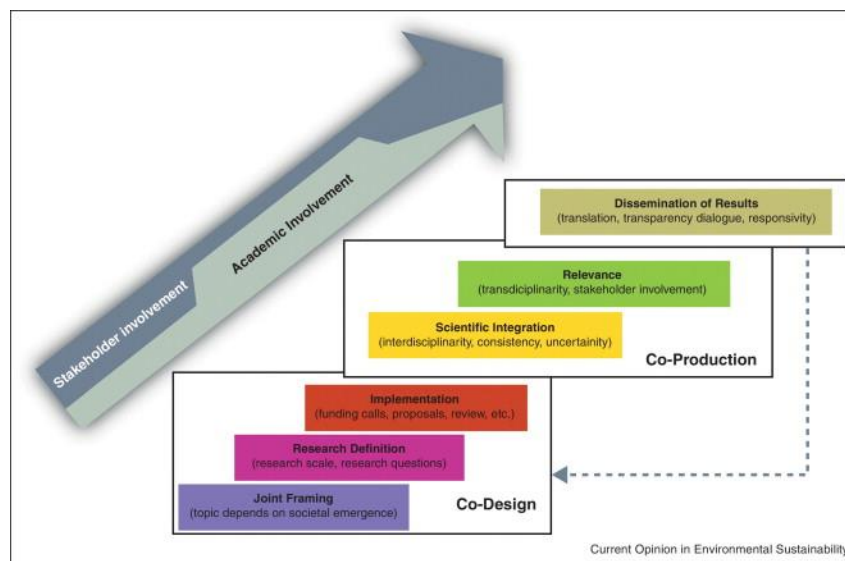 Stakeholder involvement
Academic Involvement
Dissemination of Results
(translation, transparency dialogue, responsivity)
Relevance
(transdiciplinarity, stakeholder involvement)
Scientific Integration
(interdisciplinarity, consistency, uncertainity)
Co-Production
Implementation
(funding calls, proposals, review, etc.)
Research Definition
(research scale, research questions)
Joint Framing
(topic depends on societal emergence)
Co-Design
Current Opinion in Environmental Sustainability